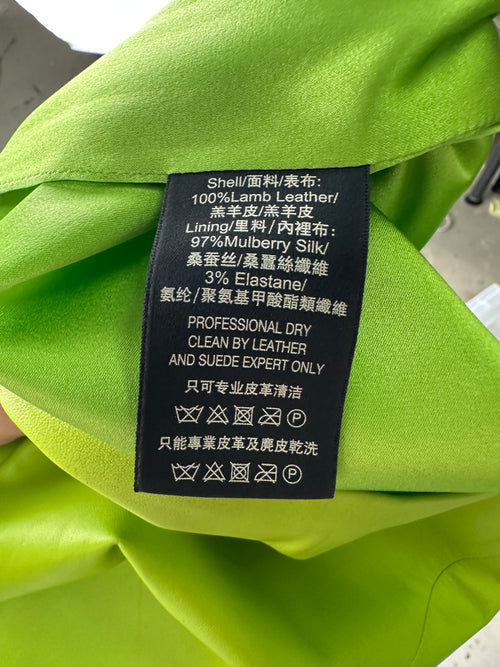 Shell/面料/表布:
100%Lamb Leather/
羔羊皮/羔羊皮
Lining/里料/內裡布:
97%Mulberry Silk/
桑蚕丝/桑蠶絲纖維
3% Elastane/
氨纶/聚氨基甲酸酯類纖維
PROFESSIONAL DRY
CLEAN BY LEATHER
AND SUEDE EXPERT ONLY
只可专业皮革清洁
P
只能專業皮革及麂皮乾洗
P